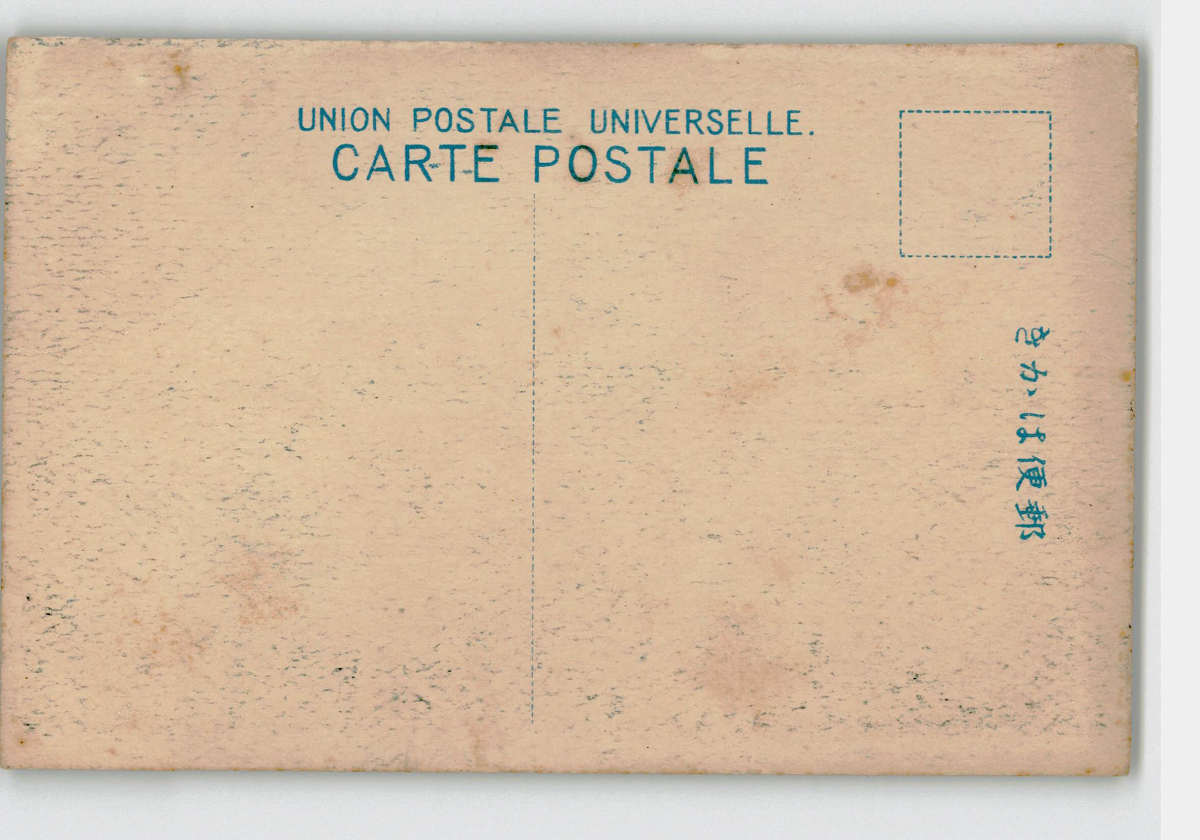 UNION POSTALE UNIVERSELLE.
CARTE POSTALE
郵便はかき